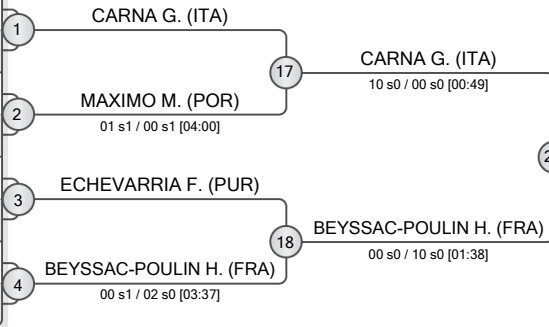 CARNA G. (ITA)
1
17
CARNA G. (ITA)
10 s0 / 00 s0 [00:49]
MAXIMO M. (POR)
2
01 s1 / 00 s1 [04:00]
2
ECHEVARRIA F. (PUR)
3
18
BEYSSAC-POULIN H. (FRA)
00 s0 / 10 s0 [01:38]
BEYSSAC-POULIN H. (FRA)
4
00 s1 / 02 s0 [03:37]